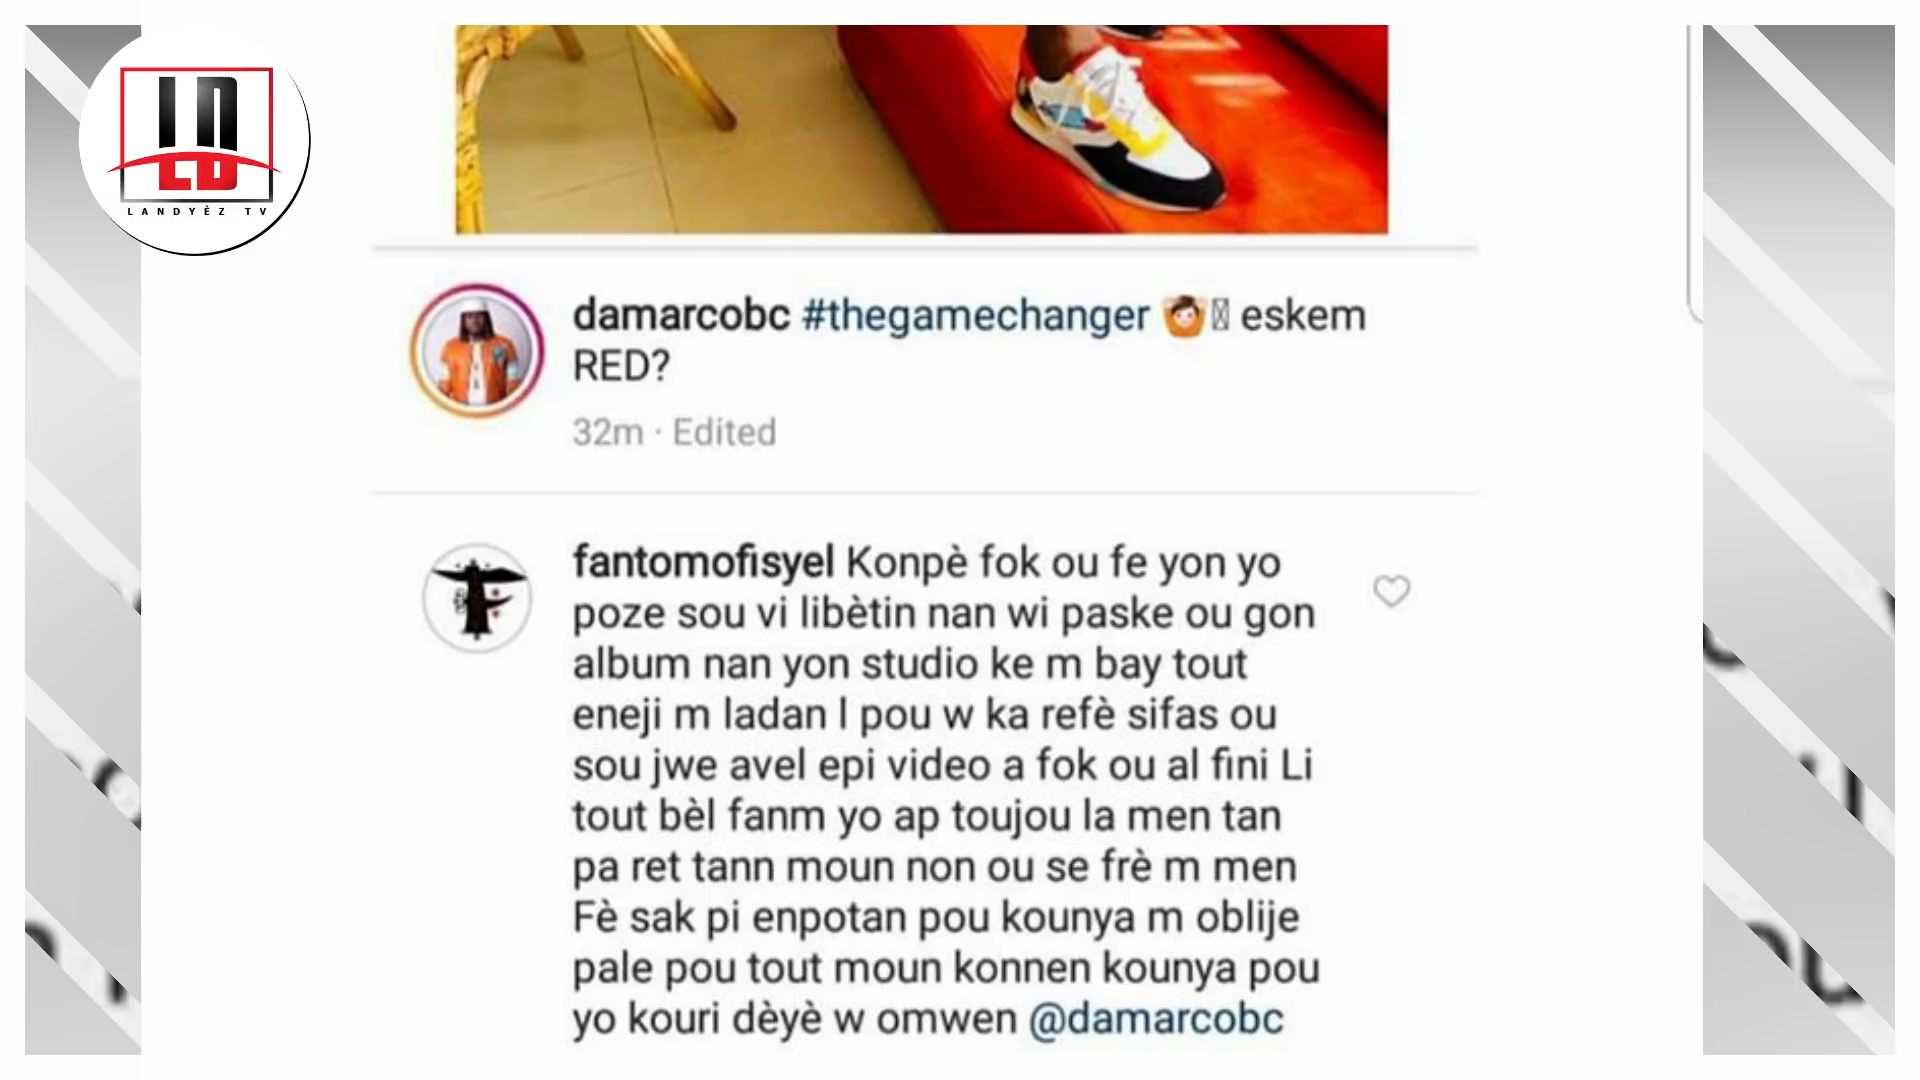 LANDYÈZ TV
damarcobc #thegamechanger 🙆 eskem
RED?
32m · Edited
fantomofisyel Konpè fok ou fe yon yo
poze sou vi libètin nan wi paske ou gon
album nan yon studio ke m bay tout
eneji m ladan l pou w ka refè sifas ou
sou jwe avel epi video a fok ou al fini Li
tout bèl fanm yo ap toujou la men tan
pa ret tann moun non ou se frè m men
Fè sak pi enpotan pou kounya m oblije
pale pou tout moun konnen kounya pou
yo kouri dèyè w omwen @damarcobc